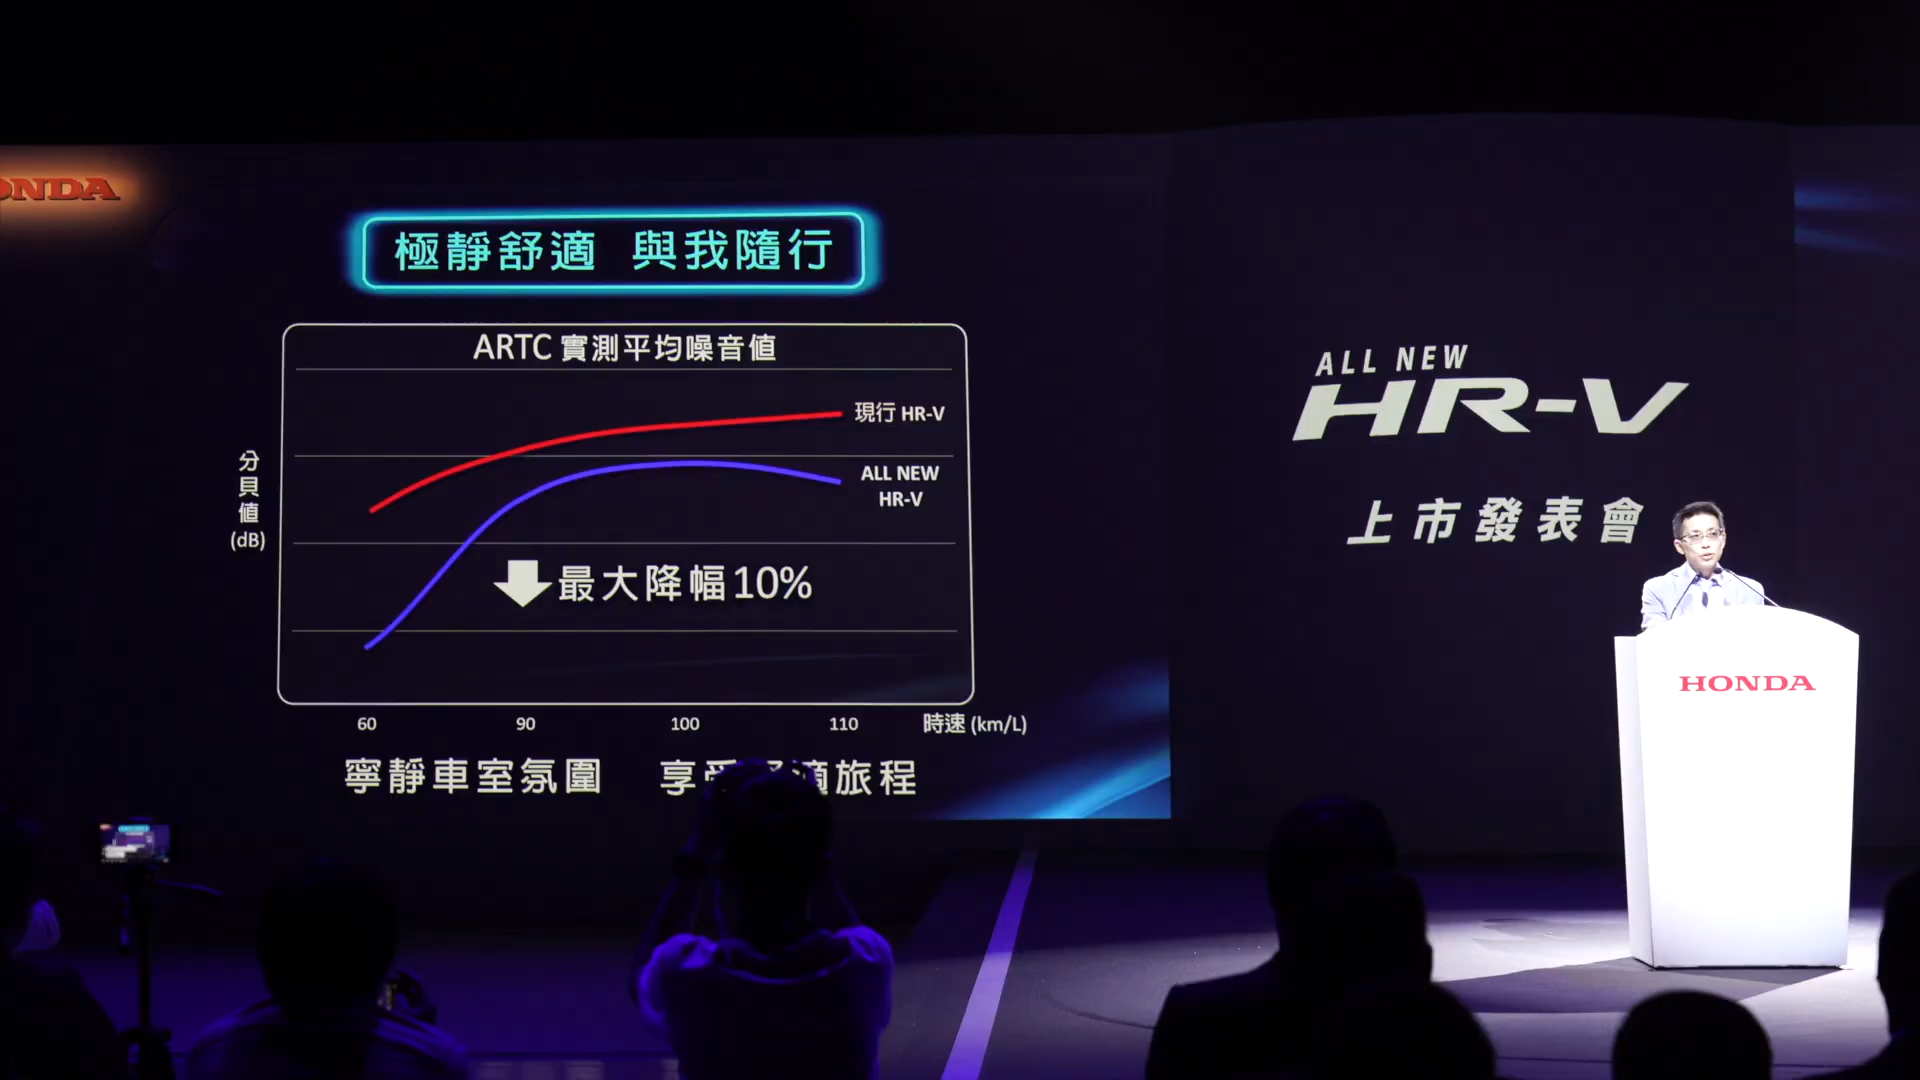 ONDA
極靜舒適 與我隨行
ARTC 實測平均噪音值
現行 HR-V
ALL NEW
HR-V
分貝值
(dB)
最大降幅10%
60 90 100 110 時速 (km/L)
寧靜車室氛圍 享 旅程
ALL NEW
HR-V
上市發表會
HONDA